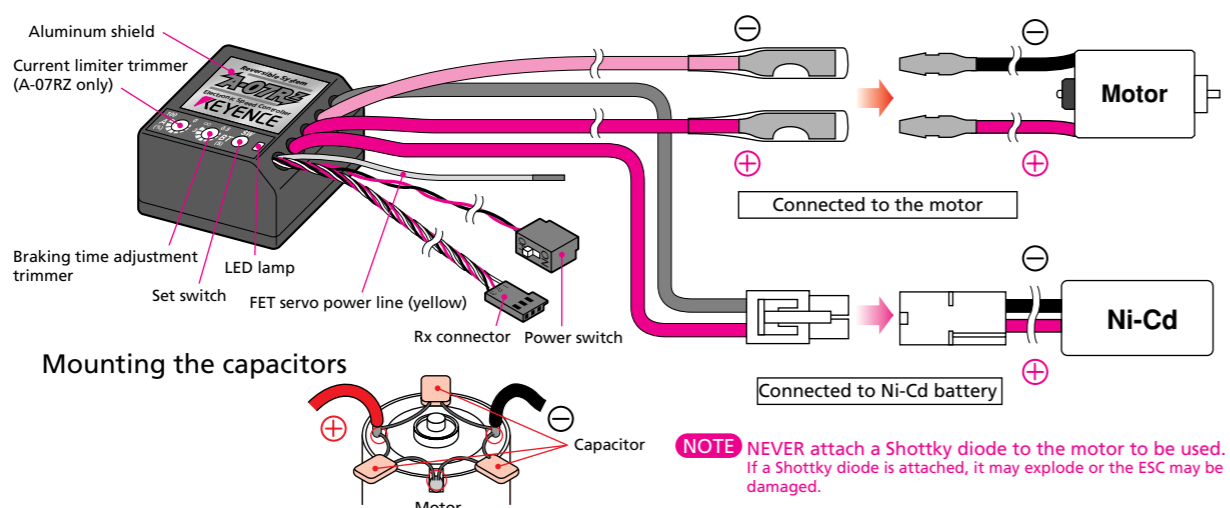 Aluminum shield
Current limiter trimmer
(A-07RZ only)
Reversible System
A-07RZ
Electronic Speed Controller
KEYENCE
Braking time adjustment
trimmer
Set switch
LED lamp
FET servo power line (yellow)
Rx connector
Power switch
⊖
⊕
⊖
Motor
⊕
Connected to the motor
⊖
Ni-Cd
⊕
Connected to Ni-Cd battery
Mounting the capacitors
⊕
⊖
Capacitor
Motor
NOTE NEVER attach a Shottky diode to the motor to be used.
If a Shottky diode is attached, it may explode or the ESC may be
damaged.